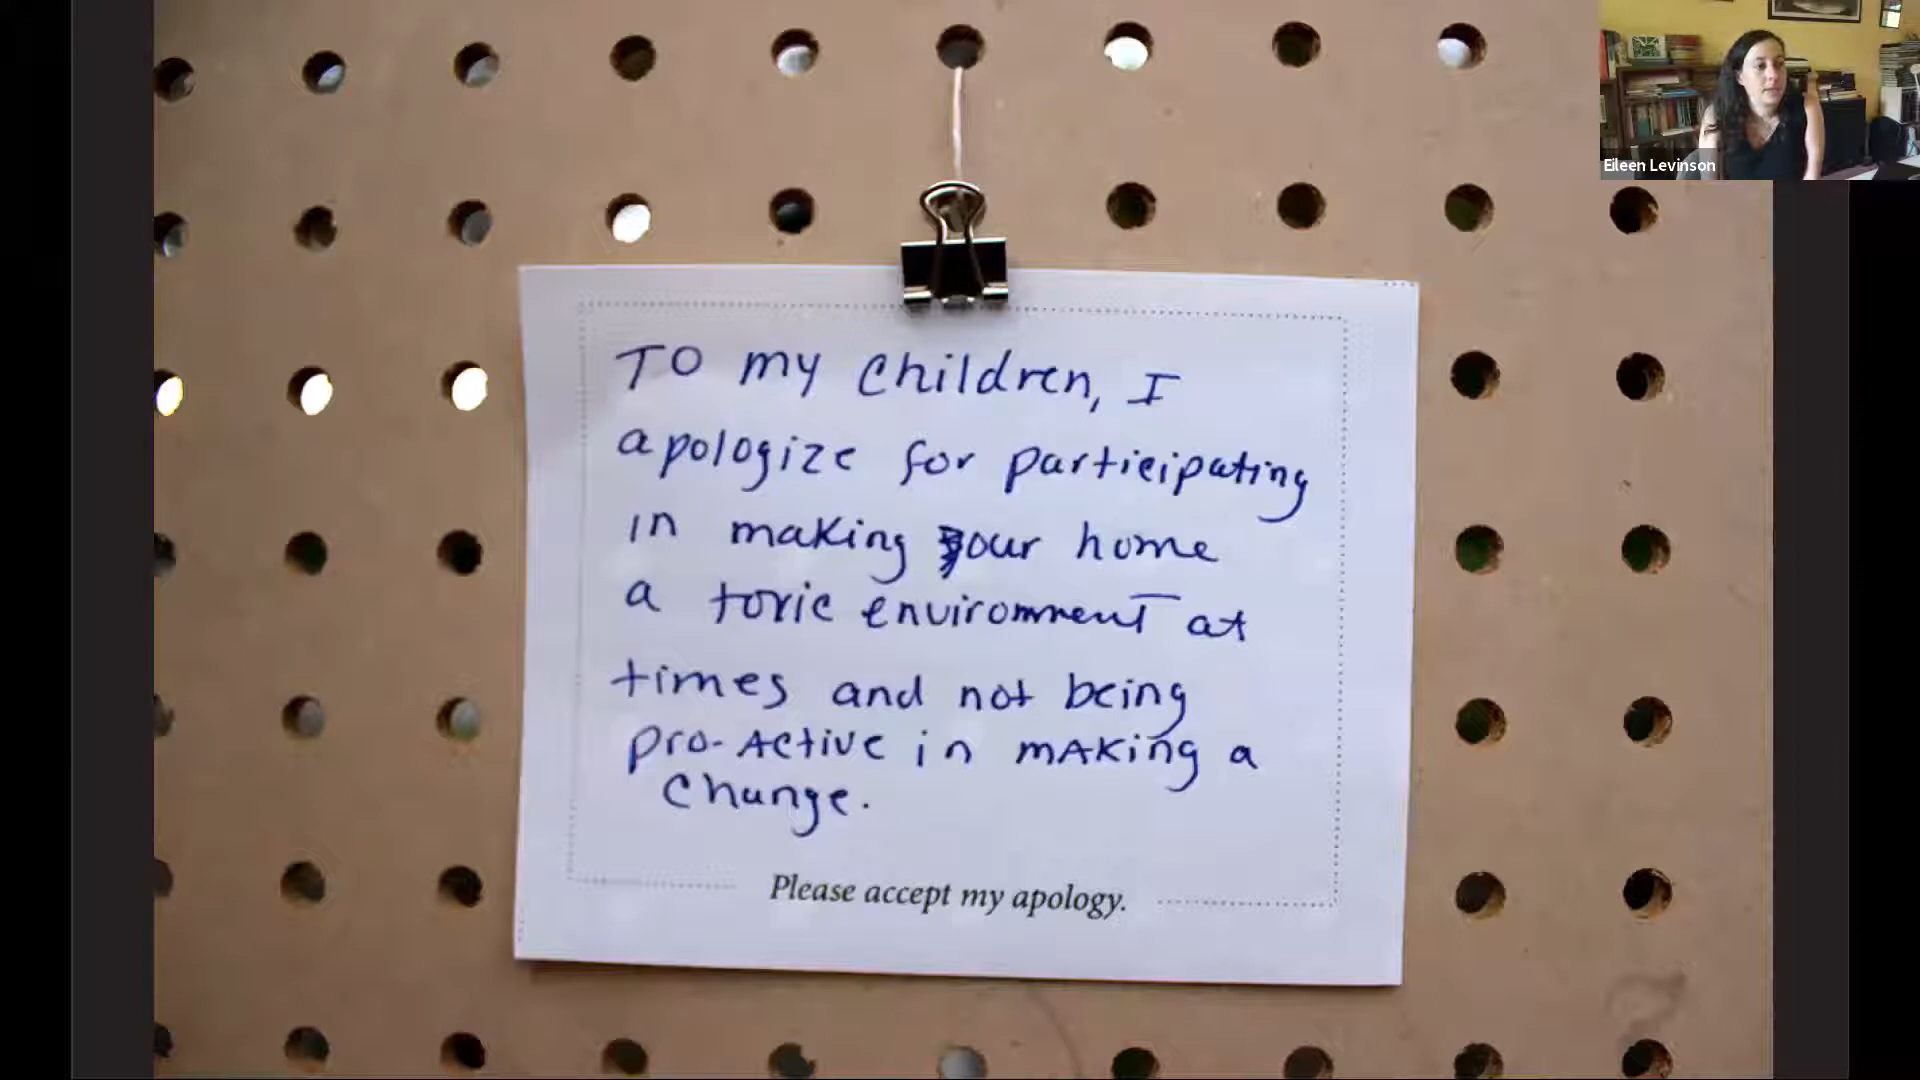 Eileen Levinson
TO my children, I
apologize for participating
in making our home
a toxic environment at
times and not being
pro-Active in mAKing a
change.
Please accept my apology.